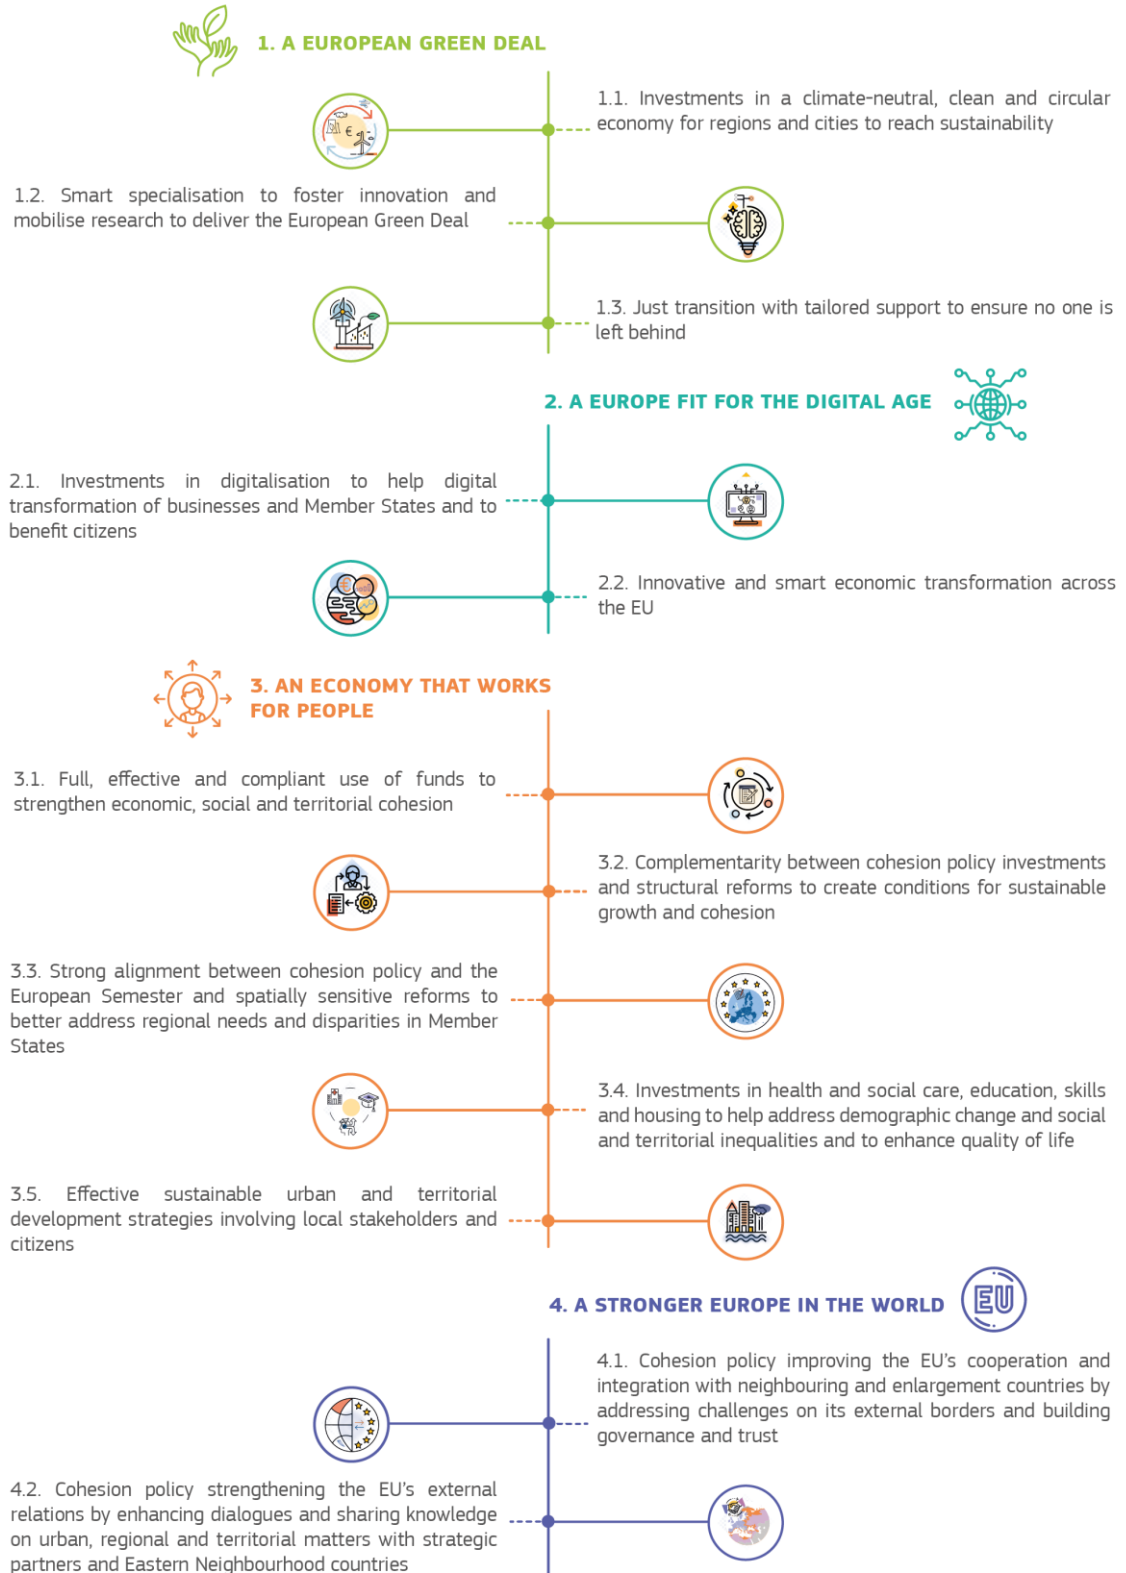 1. A EUROPEAN GREEN DEAL
1.1. Investments in a climate-neutral, clean and circular
economy for regions and cities to reach sustainability
1.2. Smart specialisation to foster innovation and
mobilise research to deliver the European Green Deal
1.3. Just transition with tailored support to ensure no one is
left behind
2. A EUROPE FIT FOR THE DIGITAL AGE
2.1. Investments in digitalisation to help digital
transformation of businesses and Member States and to
benefit citizens
2.2. Innovative and smart economic transformation across
the EU
3. AN ECONOMY THAT WORKS
FOR PEOPLE
3.1. Full, effective and compliant use of funds to
strengthen economic, social and territorial cohesion
3.2. Complementarity between cohesion policy investments
and structural reforms to create conditions for sustainable
growth and cohesion
3.3. Strong alignment between cohesion policy and the
European Semester and spatially sensitive reforms to
better address regional needs and disparities in Member
States
3.4. Investments in health and social care, education, skills
and housing to help address demographic change and social
and territorial inequalities and to enhance quality of life
3.5. Effective sustainable urban and territorial
development strategies involving local stakeholders and
citizens
4. A STRONGER EUROPE IN THE WORLD
EU
4.1. Cohesion policy improving the EU's cooperation and
integration with neighbouring and enlargement countries by
addressing challenges on its external borders and building
governance and trust
4.2. Cohesion policy strengthening the EU's external
relations by enhancing dialogues and sharing knowledge
on urban, regional and territorial matters with strategic
partners and Eastern Neighbourhood countries